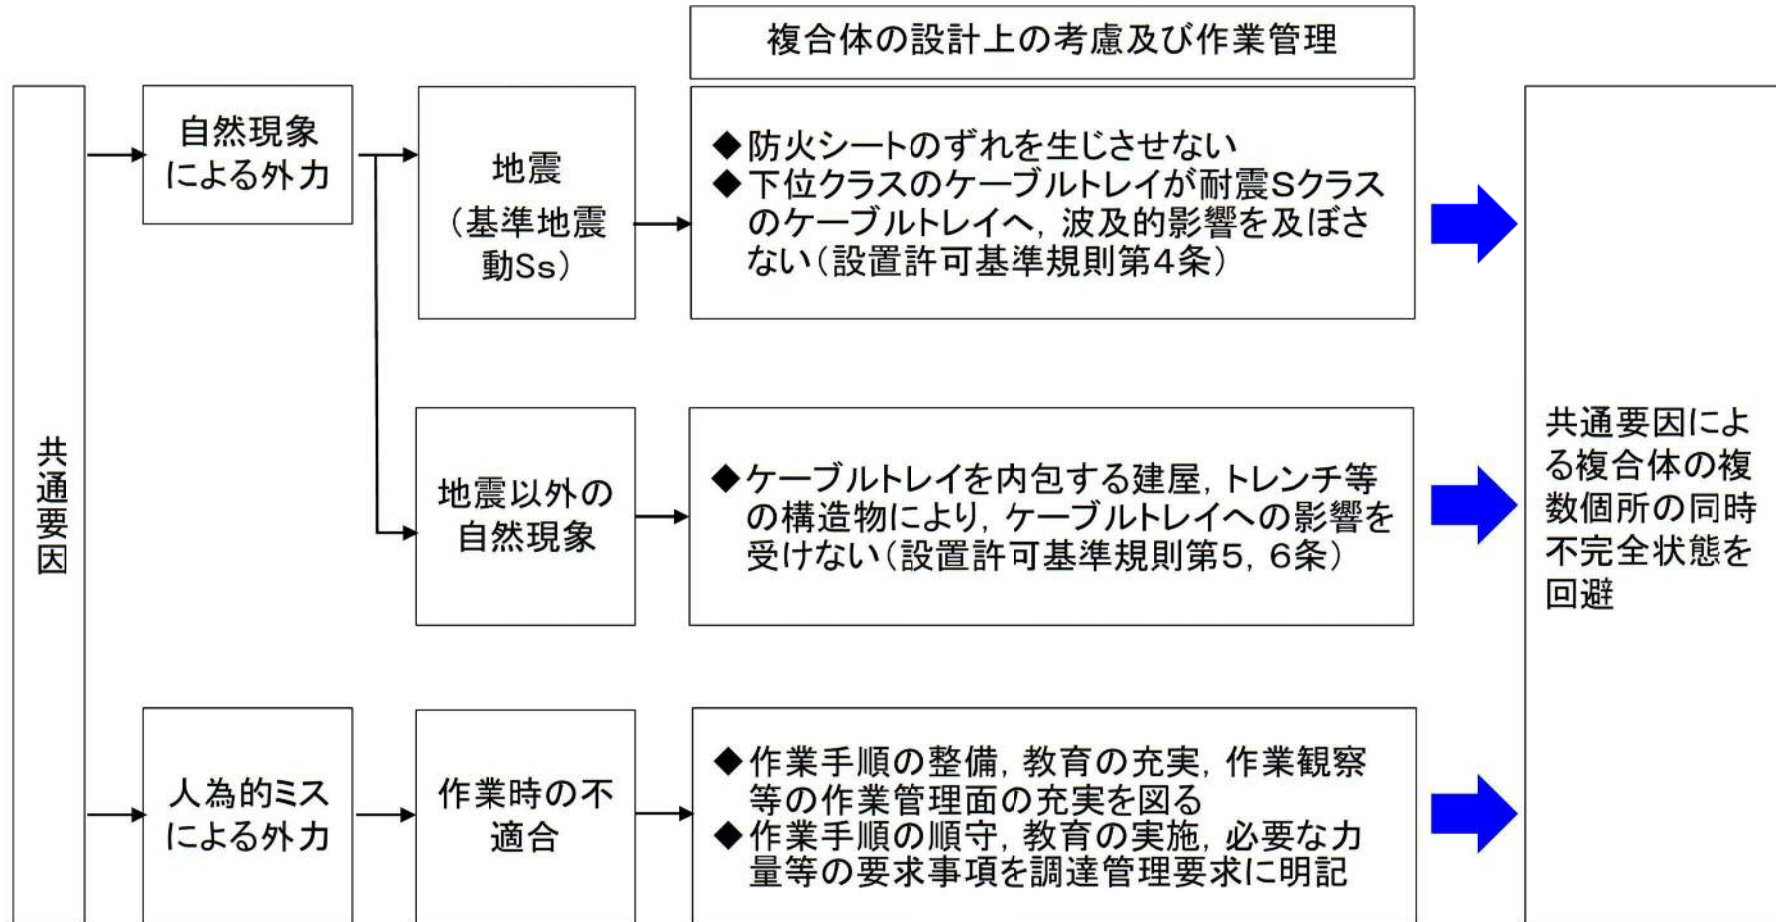 複合体の設計上の考慮及び作業管理
共通要因
自然現象
による外力
地震
（基準地震
動Ss）
◆防火シートのずれを生じさせない
◆下位クラスのケーブルトレイが耐震Sクラス
のケーブルトレイへ，波及的影響を及ぼさ
ない（設置許可基準規則第4条）
地震以外の
自然現象
◆ケーブルトレイを内包する建屋，トレンチ等
の構造物により，ケーブルトレイへの影響を
受けない（設置許可基準規則第5，6条）
人為的ミス
による外力
作業時の不
適合
◆作業手順の整備，教育の充実，作業観察
等の作業管理面の充実を図る
◆作業手順の順守，教育の実施，必要な力
量等の要求事項を調達管理要求に明記
共通要因によ
る複合体の複
数個所の同時
不完全状態を
回避